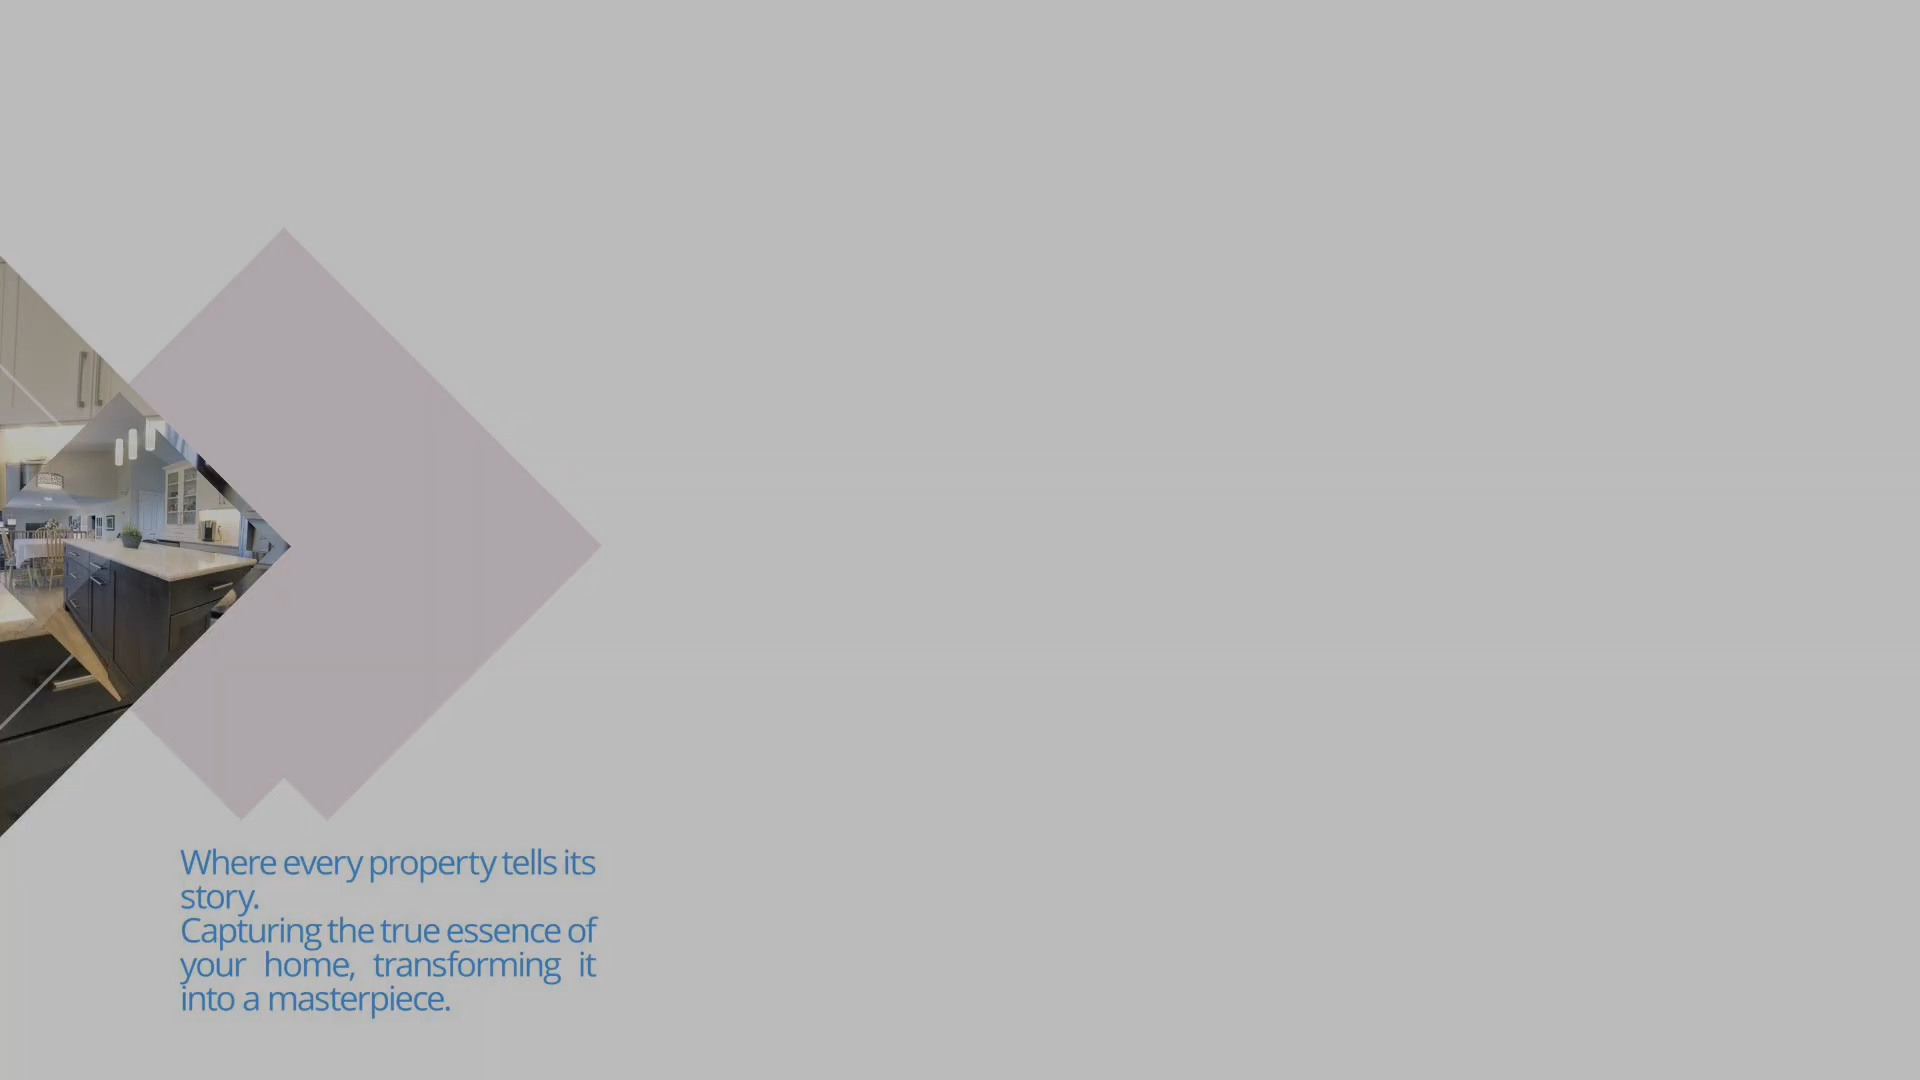 Where every property tells its
story.
Capturing the true essence of
your home, transforming it
into a masterpiece.